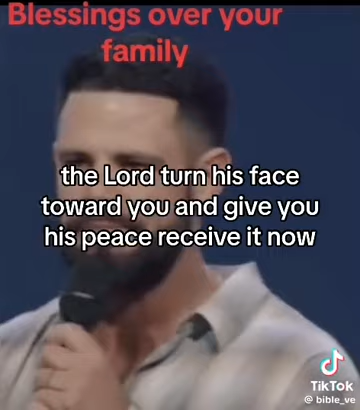 Blessings over your
family
the Lord turn his face
toward you and give you
his peace receive it now
TikTok
@ bible_ve